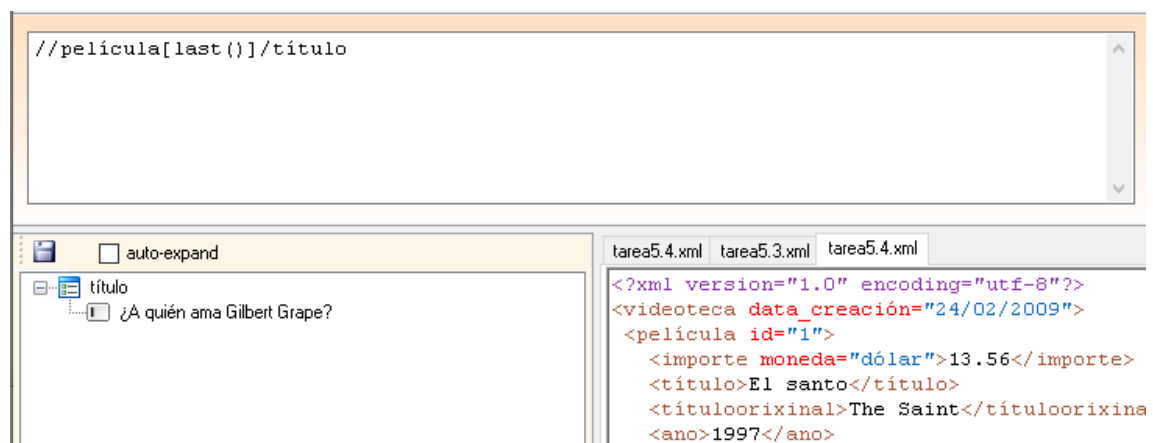 //película[last()]/título
auto-expand
título
¿A quién ama Gilbert Grape?
tarea5.4.xml tarea5.3.xml tarea5.4.xml
<?xml version="1.0" encoding="utf-8"?>
<videoteca data_creación="24/02/2009">
<película id="1">
<importe moneda="dólar">13.56</importe>
<título>El santo</título>
<títuloorixinal>The Saint</títuloorixina
<ano>1997</ano>